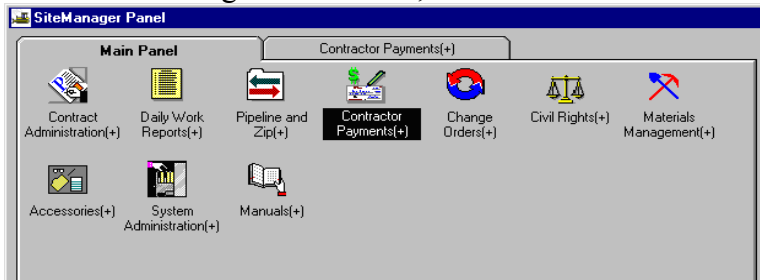 SiteManager Panel
Main Panel
Contractor Payments(+)
Contract
Administration(+)
Daily Work
Reports(+)
Pipeline and
Zip(+)
Contractor
Payments(+)
Change
Orders(+)
Civil Rights(+)
Materials
Management(+)
Accessories(+)
System
Administration(+)
Manuals(+)